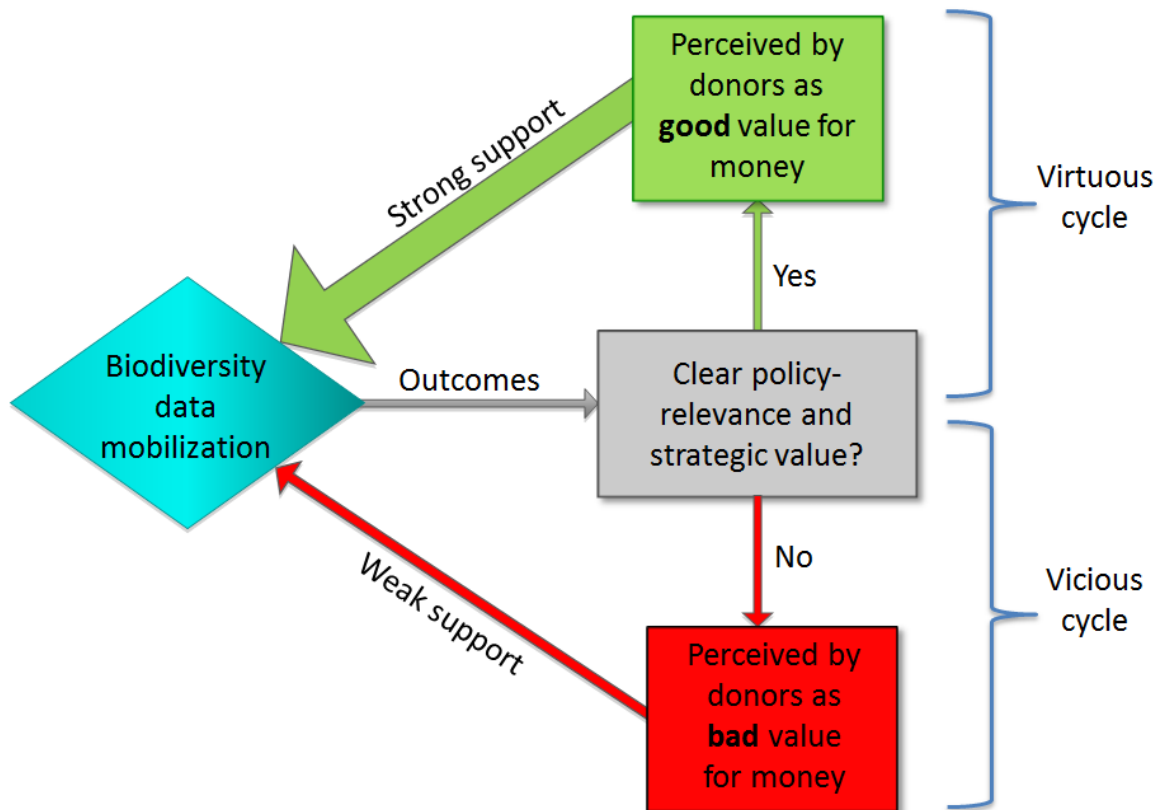 Perceived by
donors as
good value for
money
Strong support
Virtuous
cycle
Yes
Biodiversity
data
mobilization
Outcomes
Clear policy-
relevance and
strategic value?
No
Weak support
Vicious
cycle
Perceived by
donors as
bad value
for money